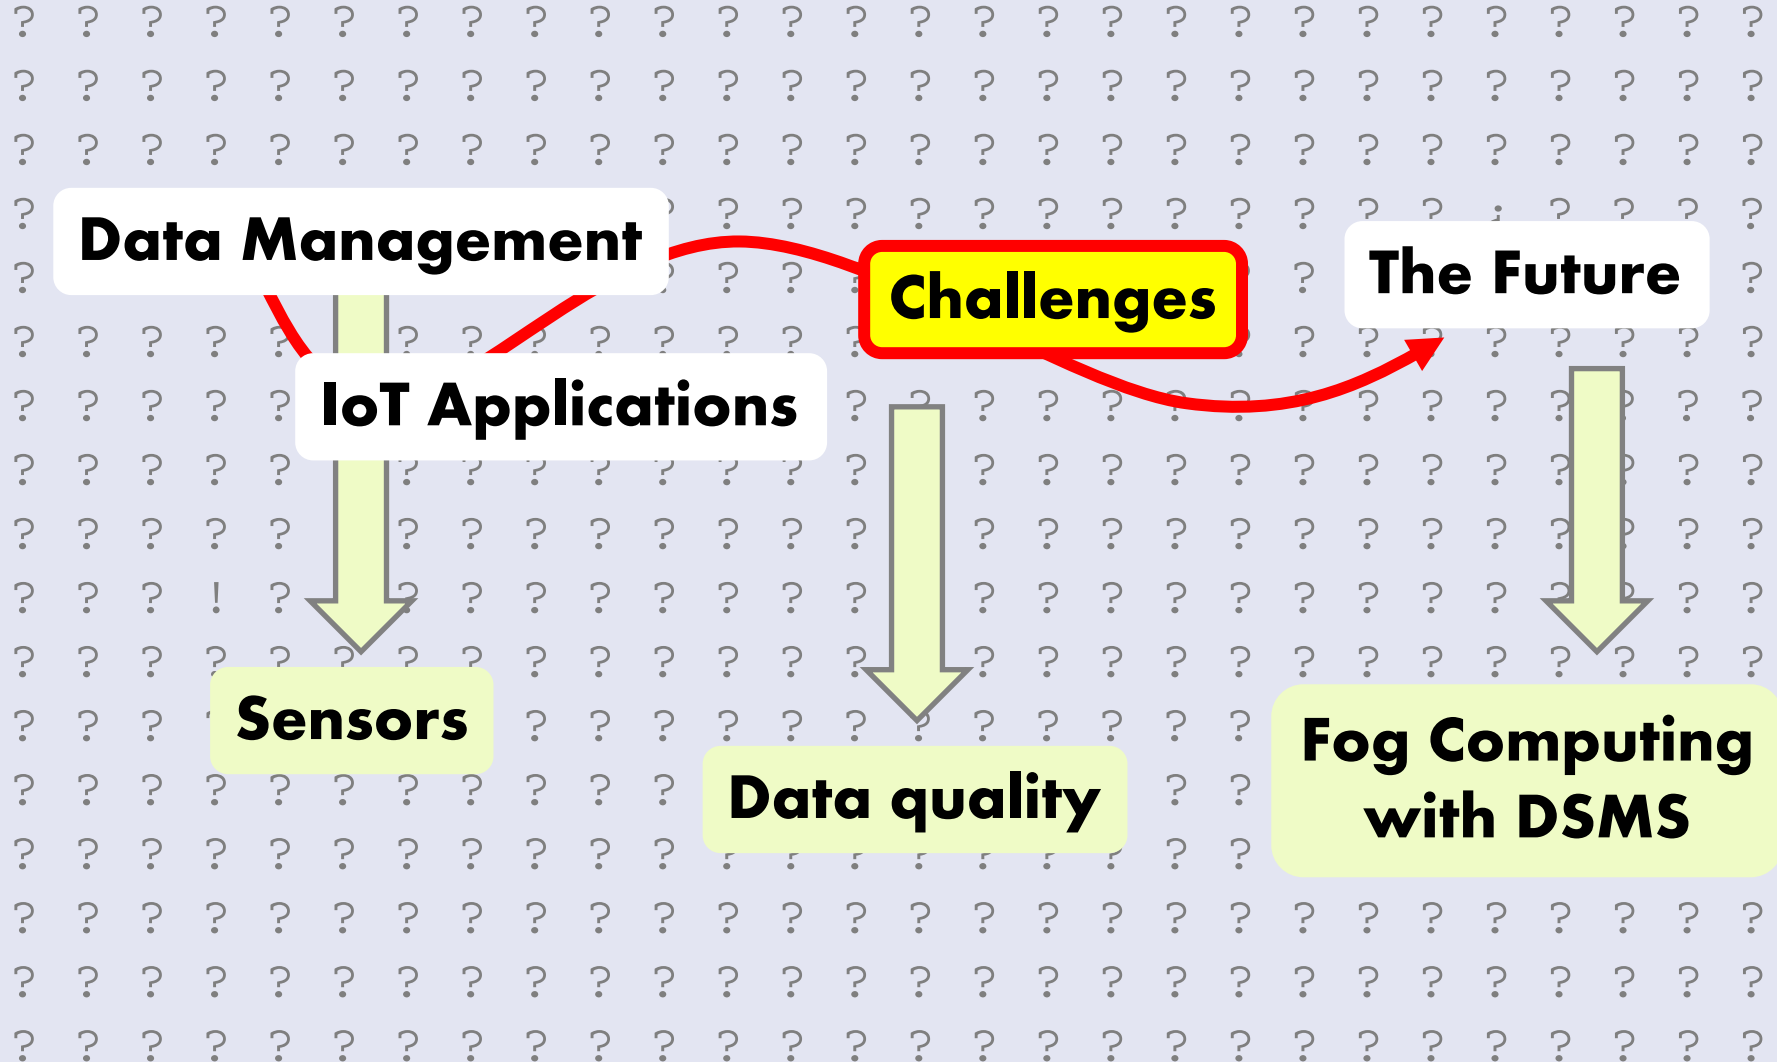 Data Management
IoT Applications
Challenges
The Future
Sensors
Data quality
Fog Computing
with DSMS